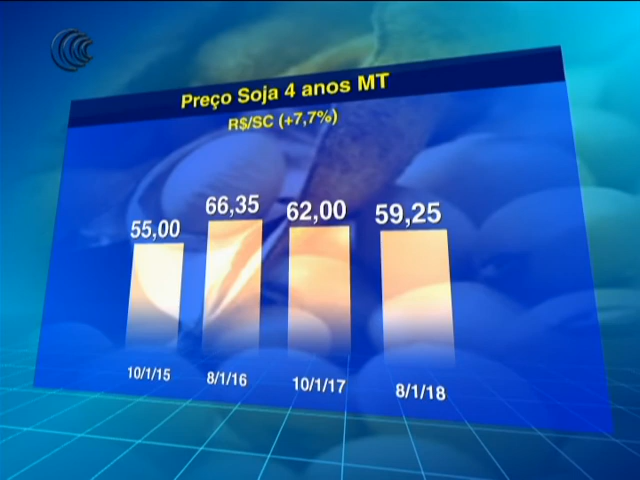 Preço Soja 4 anos MT
R$/SC (+7,7%)
55,00 66,35 62,00 59,25
10/1/15 8/1/16 10/1/17 8/1/18